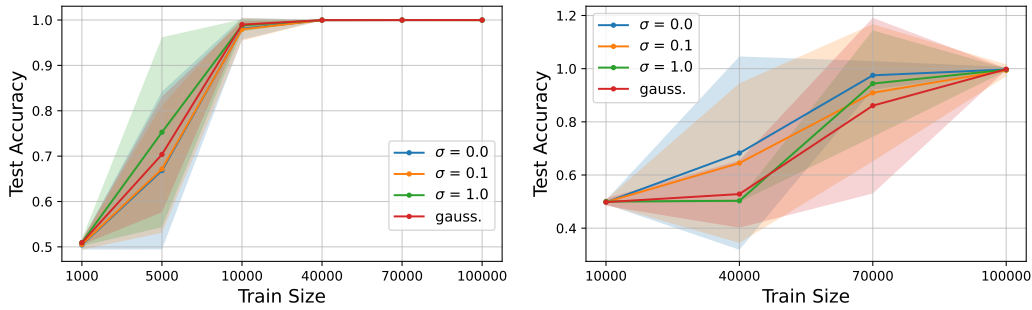 1.0
0.9
0.8
0.7
0.6
0.5
Test Accuracy
σ = 0.0
σ = 0.1
σ = 1.0
gauss.
1000 5000 10000 40000 70000 100000
Train Size
1.2
1.0
0.8
0.6
0.4
Test Accuracy
σ = 0.0
σ = 0.1
σ = 1.0
gauss.
10000 40000 70000 100000
Train Size